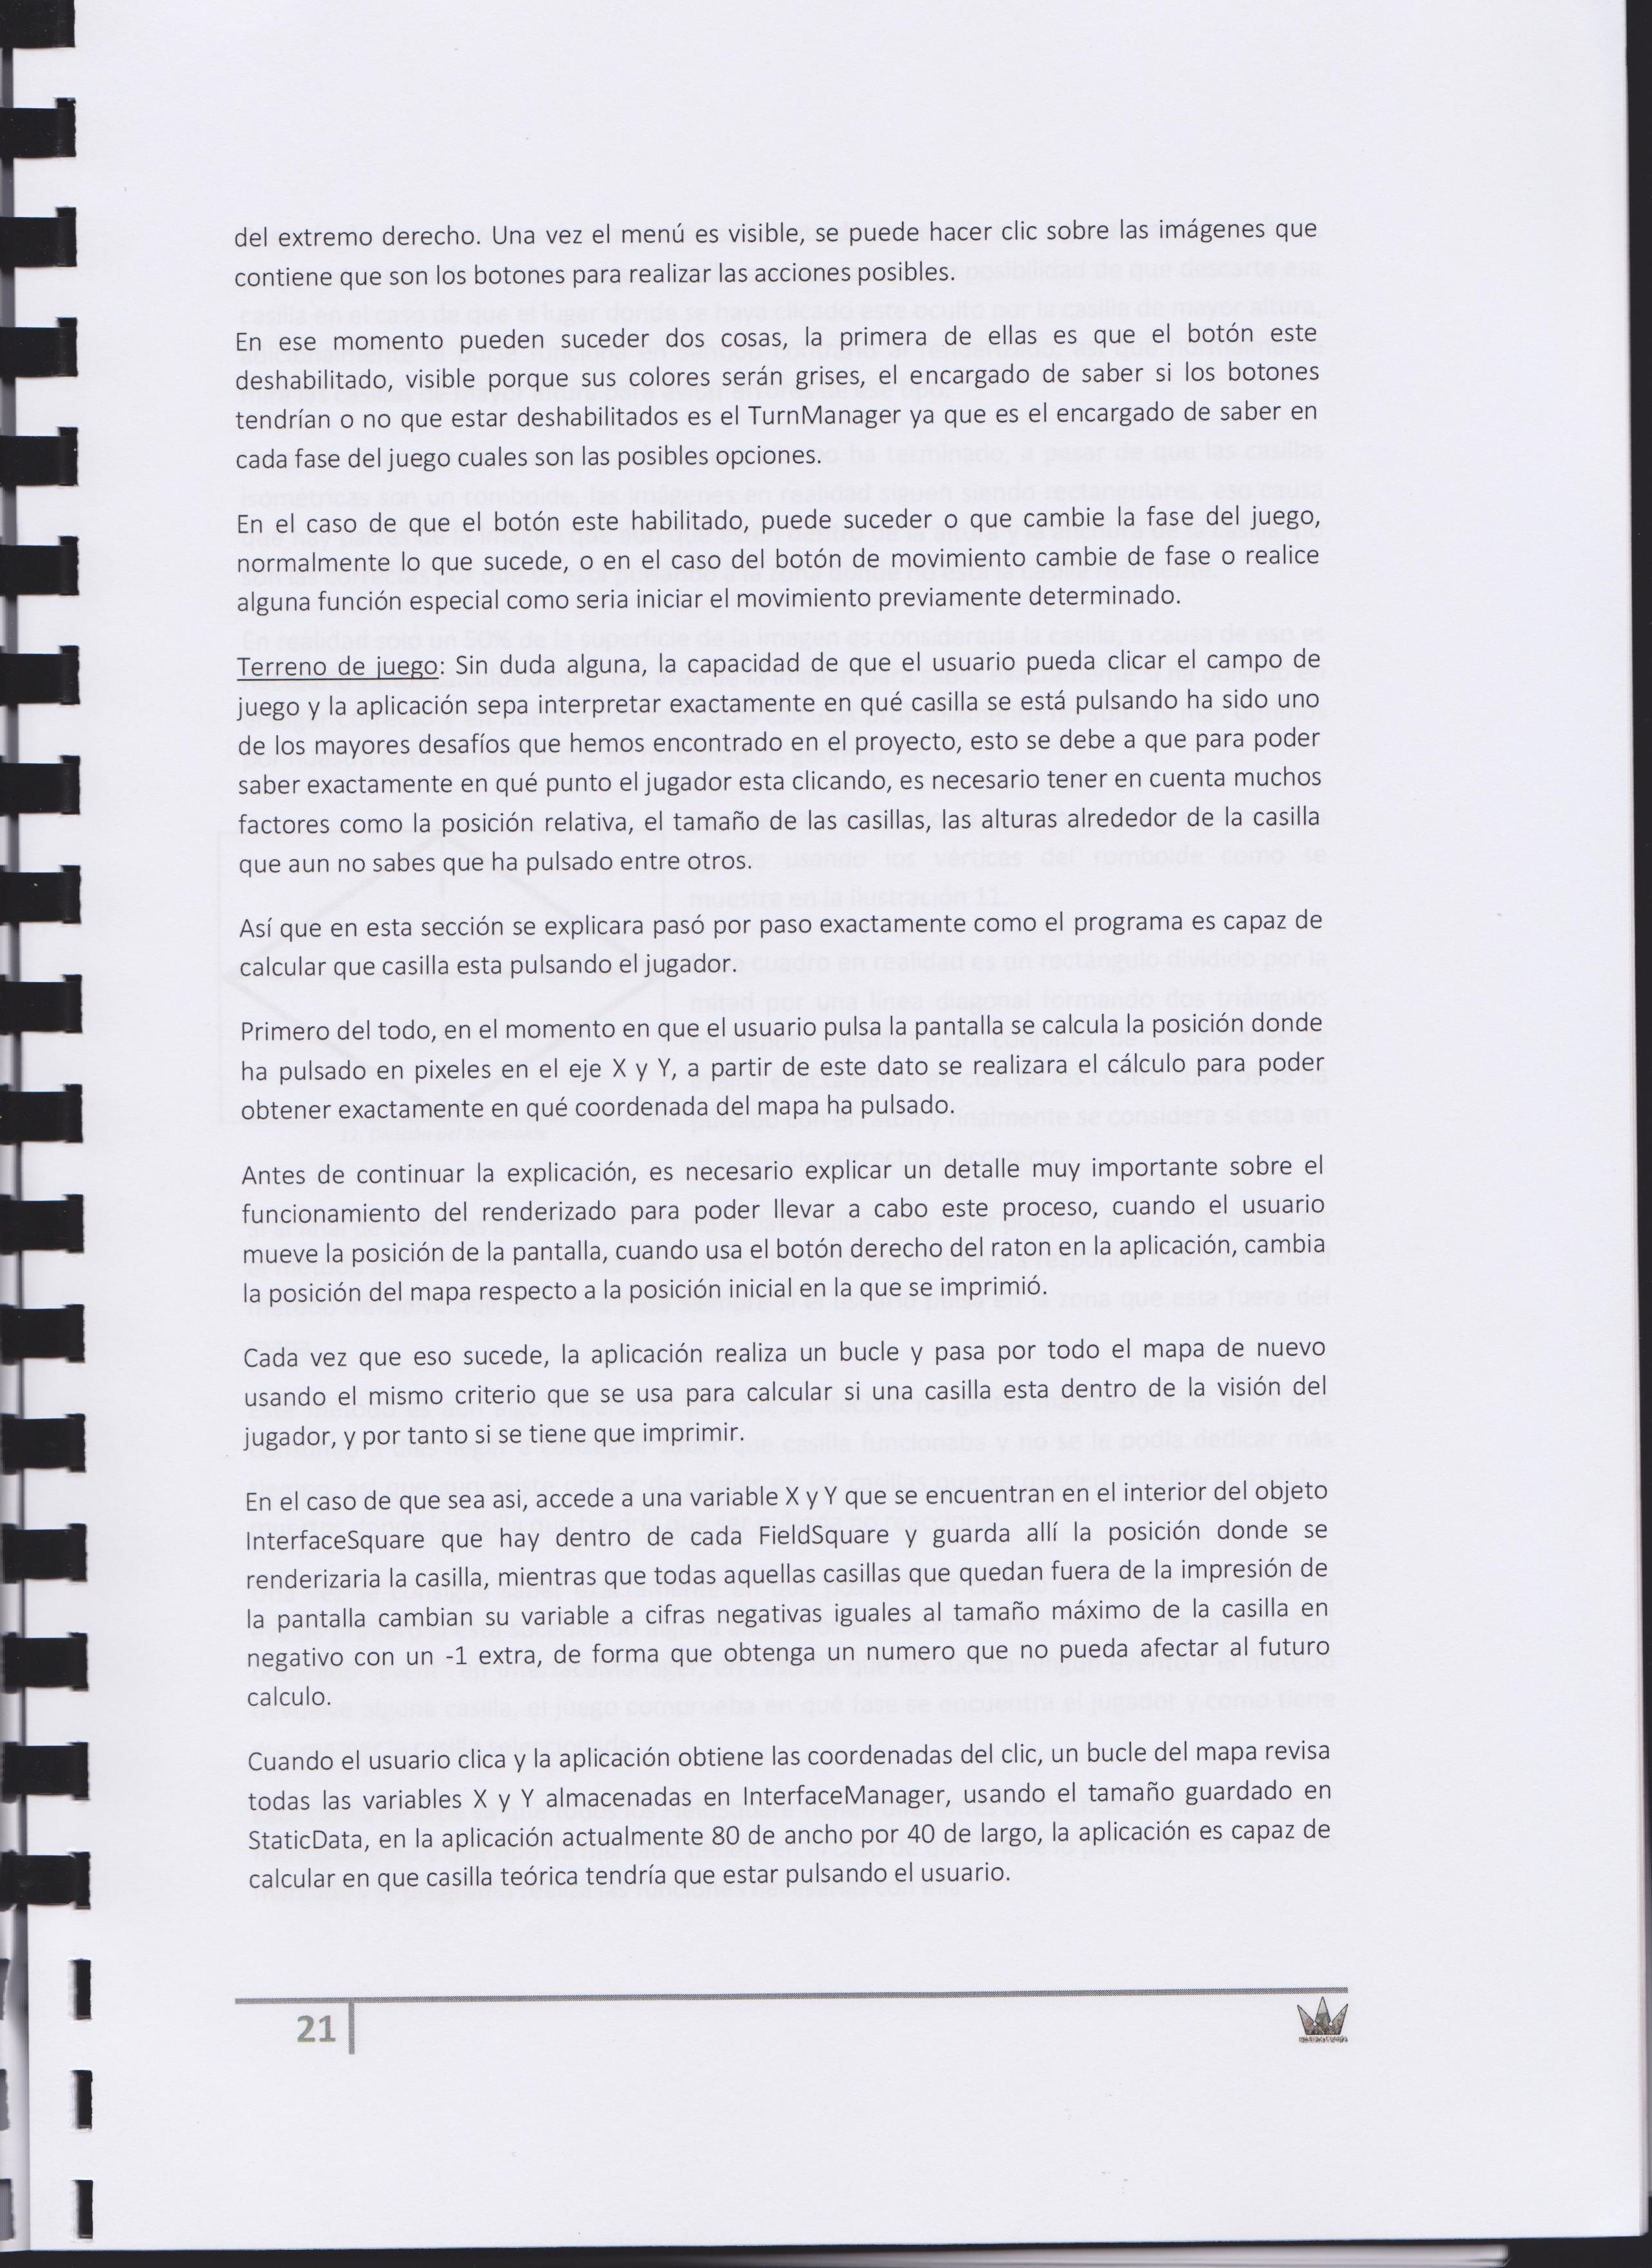 del extremo derecho. Una vez el menú es visible, se puede hacer clic sobre las imágenes que
contiene que son los botones para realizar las acciones posibles.
En ese momento pueden suceder dos cosas, la primera de ellas es que el botón este
deshabilitado, visible porque sus colores serán grises, el encargado de saber si los botones
tendrían o no que estar deshabilitados es el TurnManager ya que es el encargado de saber en
cada fase del juego cuales son las posibles opciones.
En el caso de que el botón este habilitado, puede suceder o que cambie la fase del juego,
normalmente lo que sucede, o en el caso del botón de movimiento cambie de fase o realice
alguna función especial como seria iniciar el movimiento previamente determinado.
Terreno de juego: Sin duda alguna, la capacidad de que el usuario pueda clicar el campo de
juego y la aplicación sepa interpretar exactamente en qué casilla se está pulsando ha sido uno
de los mayores desafíos que hemos encontrado en el proyecto, esto se debe a que para poder
saber exactamente en qué punto el jugador esta clicando, es necesario tener en cuenta muchos
factores como la posición relativa, el tamaño de las casillas, las alturas alrededor de la casilla
que aun no sabes que ha pulsado entre otros.
Así que en esta sección se explicara pasó por paso exactamente como el programa es capaz de
calcular que casilla esta pulsando el jugador.
Primero del todo, en el momento en que el usuario pulsa la pantalla se calcula la posición donde
ha pulsado en pixeles en el eje X y Y, a partir de este dato se realizara el cálculo para poder
obtener exactamente en qué coordenada del mapa ha pulsado.
Antes de continuar la explicación, es necesario explicar un detalle muy importante sobre el
funcionamiento del renderizado para poder llevar a cabo este proceso, cuando el usuario
mueve la posición de la pantalla, cuando usa el botón derecho del raton en la aplicación, cambia
la posición del mapa respecto a la posición inicial en la que se imprimió.
Cada vez que eso sucede, la aplicación realiza un bucle y pasa por todo el mapa de nuevo
usando el mismo criterio que se usa para calcular si una casilla esta dentro de la visión del
jugador, y por tanto si se tiene que imprimir.
En el caso de que sea asi, accede a una variable X y Y que se encuentran en el interior del objeto
InterfaceSquare que hay dentro de cada FieldSquare y guarda allí la posición donde se
renderizaria la casilla, mientras que todas aquellas casillas que quedan fuera de la impresión de
la pantalla cambian su variable a cifras negativas iguales al tamaño máximo de la casilla en
negativo con un -1 extra, de forma que obtenga un numero que no pueda afectar al futuro
calculo.
Cuando el usuario clica y la aplicación obtiene las coordenadas del clic, un bucle del mapa revisa
todas las variables X y Y almacenadas en InterfaceManager, usando el tamaño guardado en
StaticData, en la aplicación actualmente 80 de ancho por 40 de largo, la aplicación es capaz de
calcular en que casilla teórica tendría que estar pulsando el usuario.
21